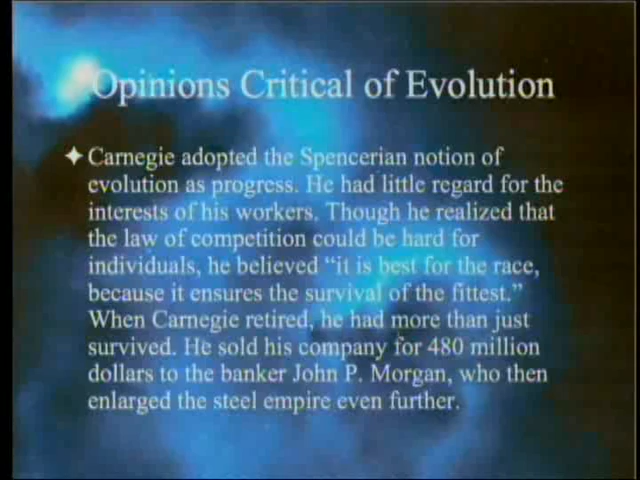 Opinions Critical of Evolution
Carnegie adopted the Spencerian notion of
evolution as progress. He had little regard for the
interests of his workers. Though he realized that
the law of competition could be hard for
individuals, he believed “it is best for the race,
because it ensures the survival of the fittest.”
When Carnegie retired, he had more than just
survived. He sold his company for 480 million
dollars to the banker John P. Morgan, who then
enlarged the steel empire even further.